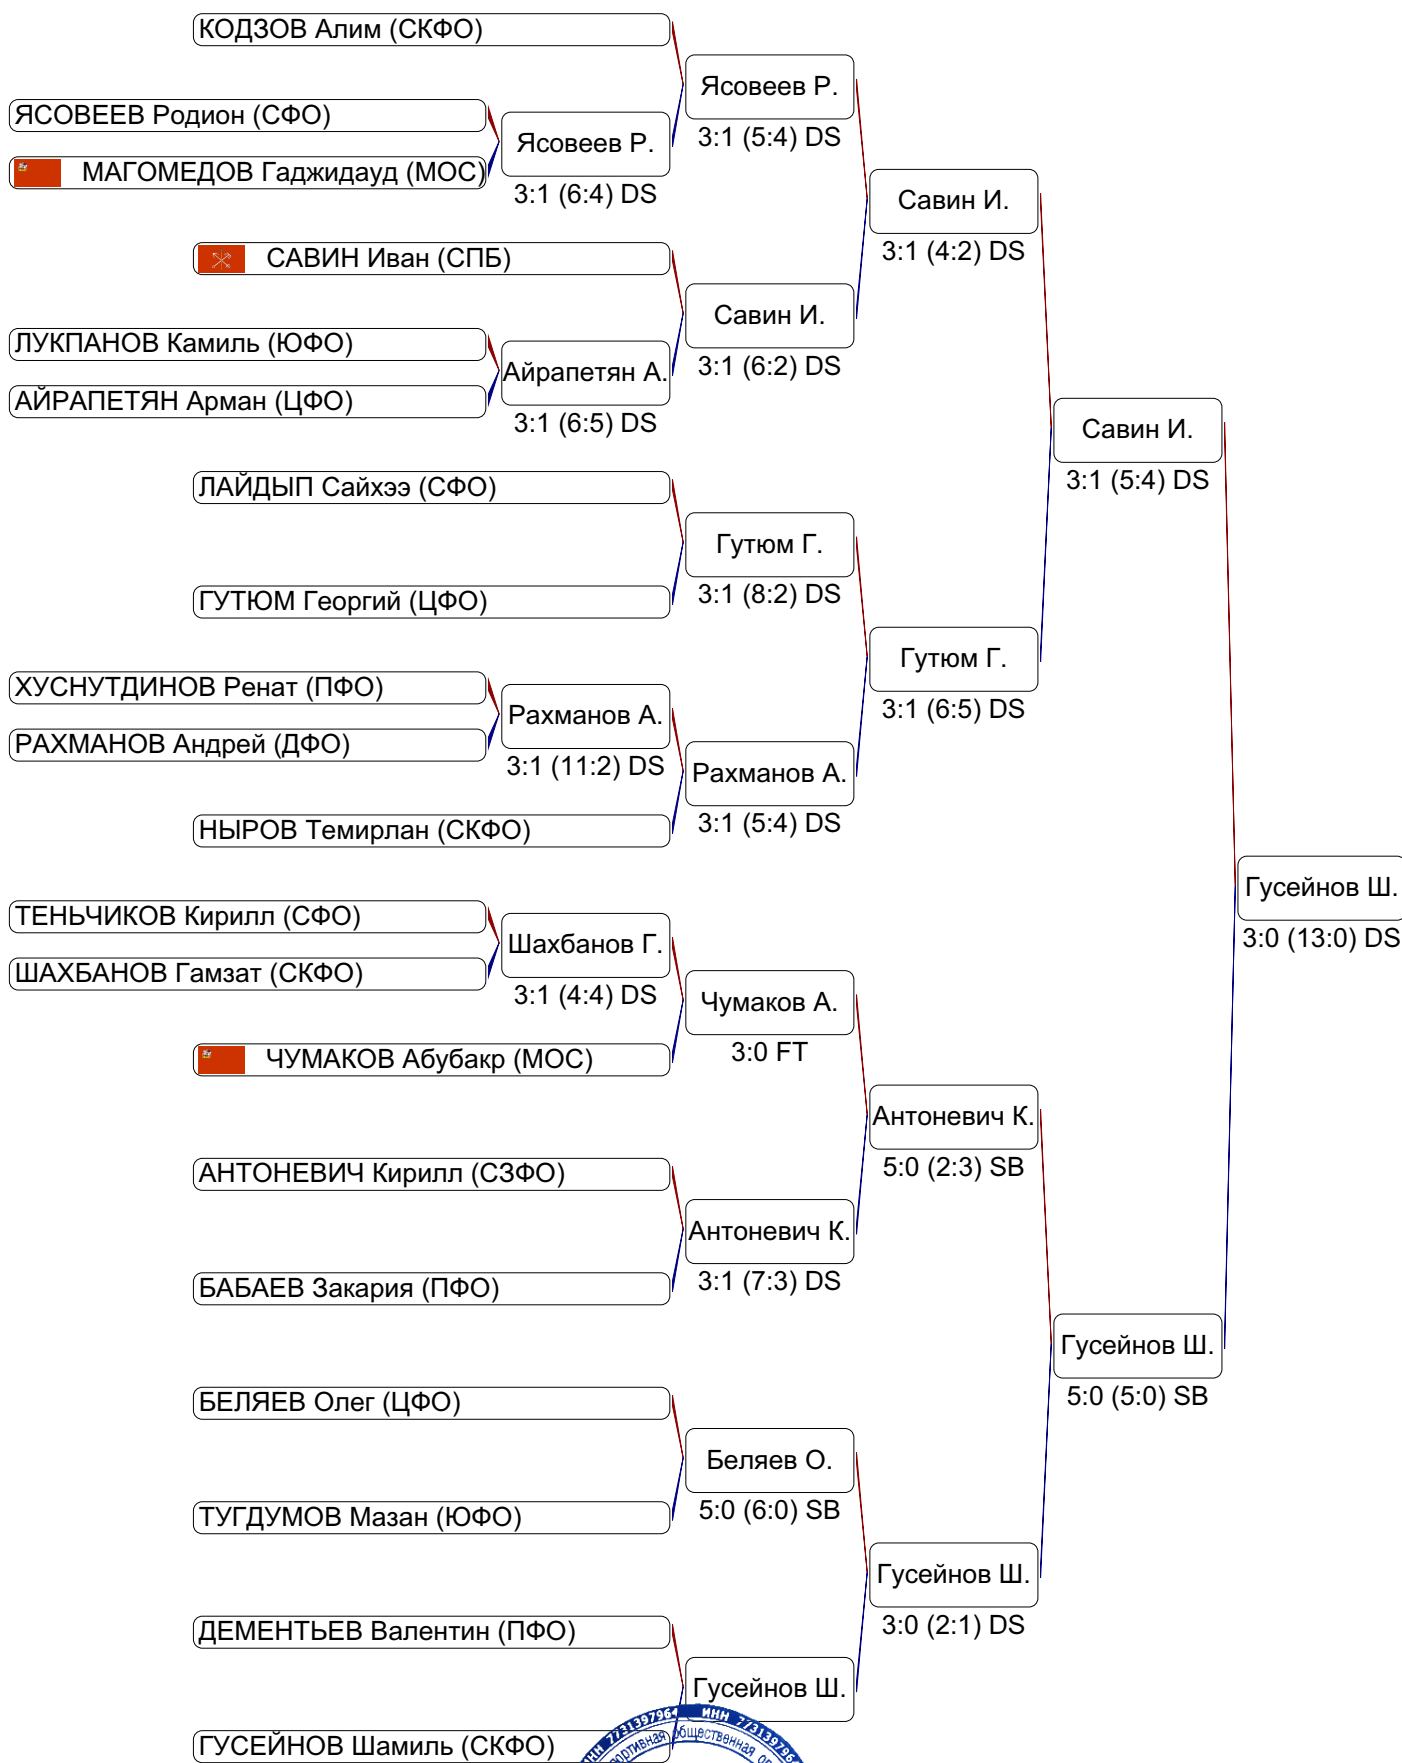 КОДЗОВ Алим (СКФО)
Ясовеев Р.
3:1 (5:4) DS
ЯСОВЕЕВ Родион (СФО)
МАГОМЕДОВ Гаджидауд (МОС)
Ясовеев Р.
3:1 (6:4) DS
Савин И.
3:1 (4:2) DS
САВИН Иван (СПБ)
Савин И.
3:1 (6:2) DS
ЛУКПАНОВ Камиль (ЮФО)
АЙРАПЕТЯН Арман (ЦФО)
Айрапетян А.
3:1 (6:5) DS
Савин И.
3:1 (5:4) DS
ЛАЙДЫП Сайхээ (СФО)
Гутюм Г.
3:1 (8:2) DS
ГУТЮМ Георгий (ЦФО)
Гутюм Г.
3:1 (6:5) DS
ХУСНУТДИНОВ Ренат (ПФО)
РАХМАНОВ Андрей (ДФО)
Рахманов А.
3:1 (11:2) DS
Рахманов А.
3:1 (5:4) DS
НЫРОВ Темирлан (СКФО)
Гусейнов Ш.
3:0 (13:0) DS
ТЕНЬЧИКОВ Кирилл (СФО)
ШАХБАНОВ Гамзат (СКФО)
Шахбанов Г.
3:1 (4:4) DS
Чумаков А.
3:0 FT
ЧУМАКОВ Абубакр (МОС)
Антоневич К.
5:0 (2:3) SB
АНТОНЕВИЧ Кирилл (СЗФО)
Антоневич К.
3:1 (7:3) DS
БАБАЕВ Закария (ПФО)
Гусейнов Ш.
5:0 (5:0) SB
БЕЛЯЕВ Олег (ЦФО)
Беляев О.
5:0 (6:0) SB
ТУГДУМОВ Мазан (ЮФО)
Гусейнов Ш.
3:0 (2:1) DS
ДЕМЕНТЬЕВ Валентин (ПФО)
Гусейнов Ш.
ГУСЕЙНОВ Шамиль (СКФО)
ИНН 7731397964 ИНН
общественная